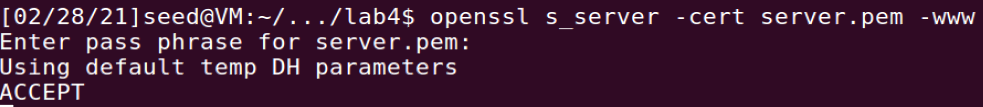 [02/28/21]seed@VM:~/.../lab4$ openssl s_server -cert server.pem -www
Enter pass phrase for server.pem:
Using default temp DH parameters
ACCEPT